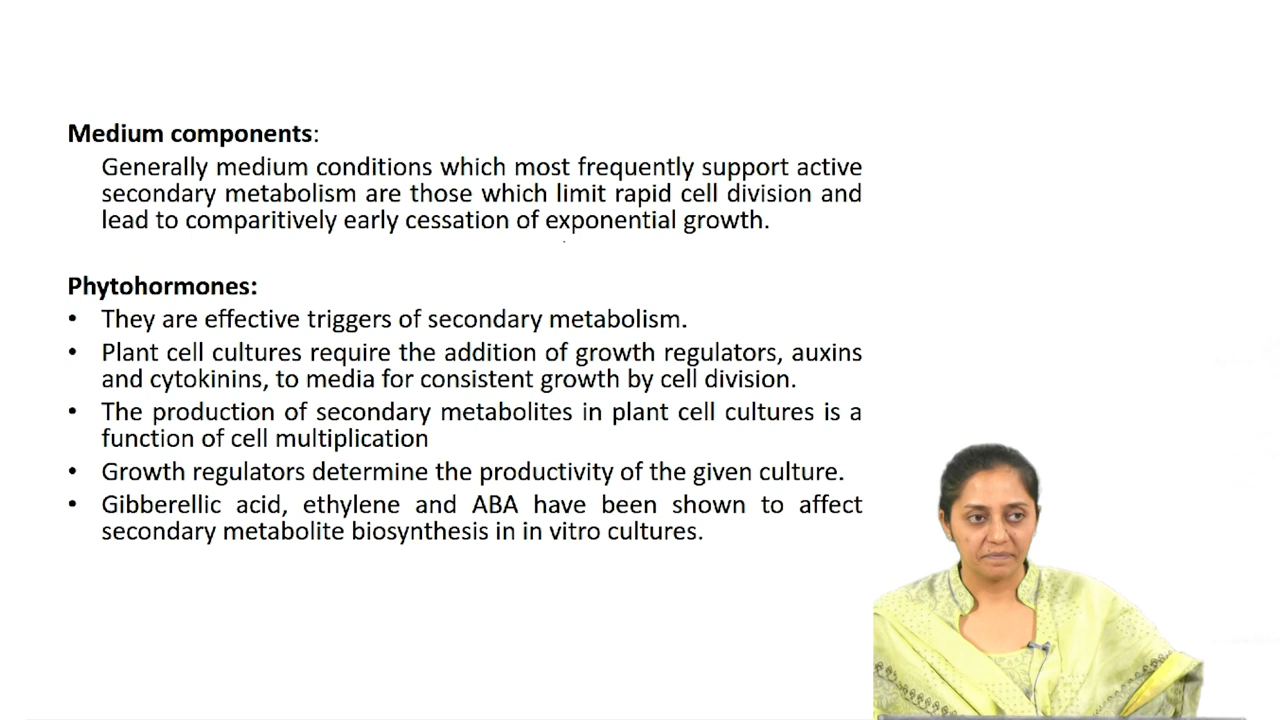 Medium components:
Generally medium conditions which most frequently support active
secondary metabolism are those which limit rapid cell division and
lead to comparitively early cessation of exponential growth.
Phytohormones:
• They are effective triggers of secondary metabolism.
• Plant cell cultures require the addition of growth regulators, auxins
and cytokinins, to media for consistent growth by cell division.
• The production of secondary metabolites in plant cell cultures is a
function of cell multiplication
• Growth regulators determine the productivity of the given culture.
• Gibberellic acid, ethylene and ABA have been shown to affect
secondary metabolite biosynthesis in in vitro cultures.